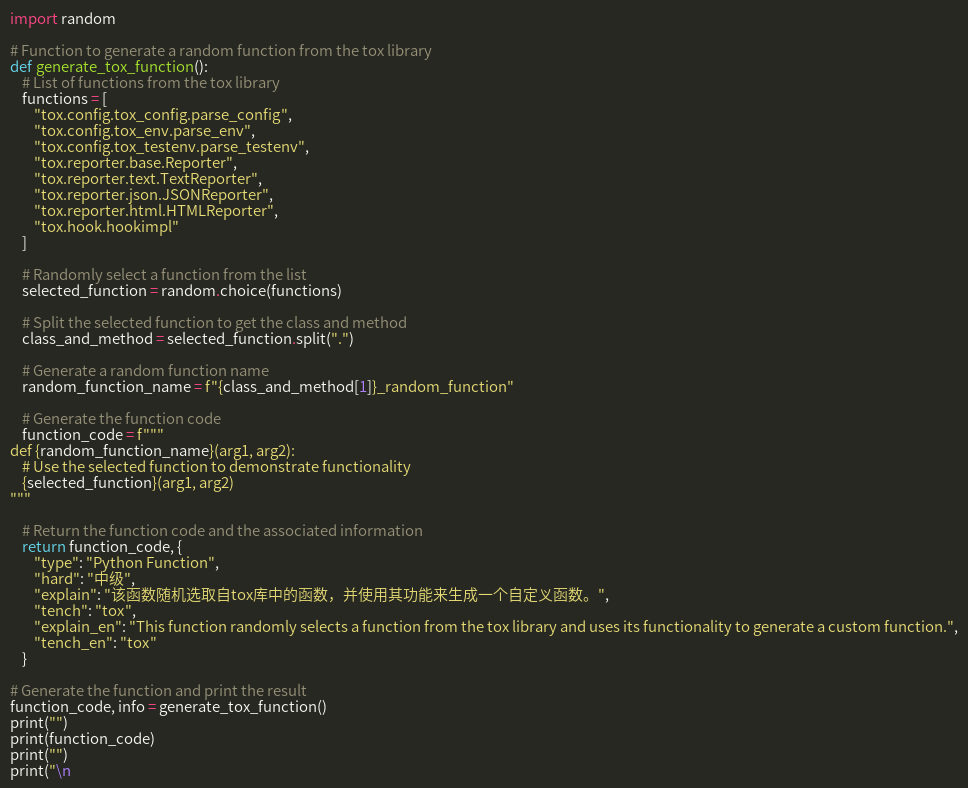 import random

# Function to generate a random function from the tox library
def generate_tox_function():
    # List of functions from the tox library
    functions = [
        "tox.config.tox_config.parse_config",
        "tox.config.tox_env.parse_env",
        "tox.config.tox_testenv.parse_testenv",
        "tox.reporter.base.Reporter",
        "tox.reporter.text.TextReporter",
        "tox.reporter.json.JSONReporter",
        "tox.reporter.html.HTMLReporter",
        "tox.hook.hookimpl"
    ]

    # Randomly select a function from the list
    selected_function = random.choice(functions)

    # Split the selected function to get the class and method
    class_and_method = selected_function.split(".")

    # Generate a random function name
    random_function_name = f"{class_and_method[1]}_random_function"

    # Generate the function code
    function_code = f"""
def {random_function_name}(arg1, arg2):
    # Use the selected function to demonstrate functionality
    {selected_function}(arg1, arg2)
"""

    # Return the function code and the associated information
    return function_code, {
        "type": "Python Function",
        "hard": "中级",
        "explain": "该函数随机选取自tox库中的函数，并使用其功能来生成一个自定义函数。",
        "tench": "tox",
        "explain_en": "This function randomly selects a function from the tox library and uses its functionality to generate a custom function.",
        "tench_en": "tox"
    }

# Generate the function and print the result
function_code, info = generate_tox_function()
print("")
print(function_code)
print("")
print("\n